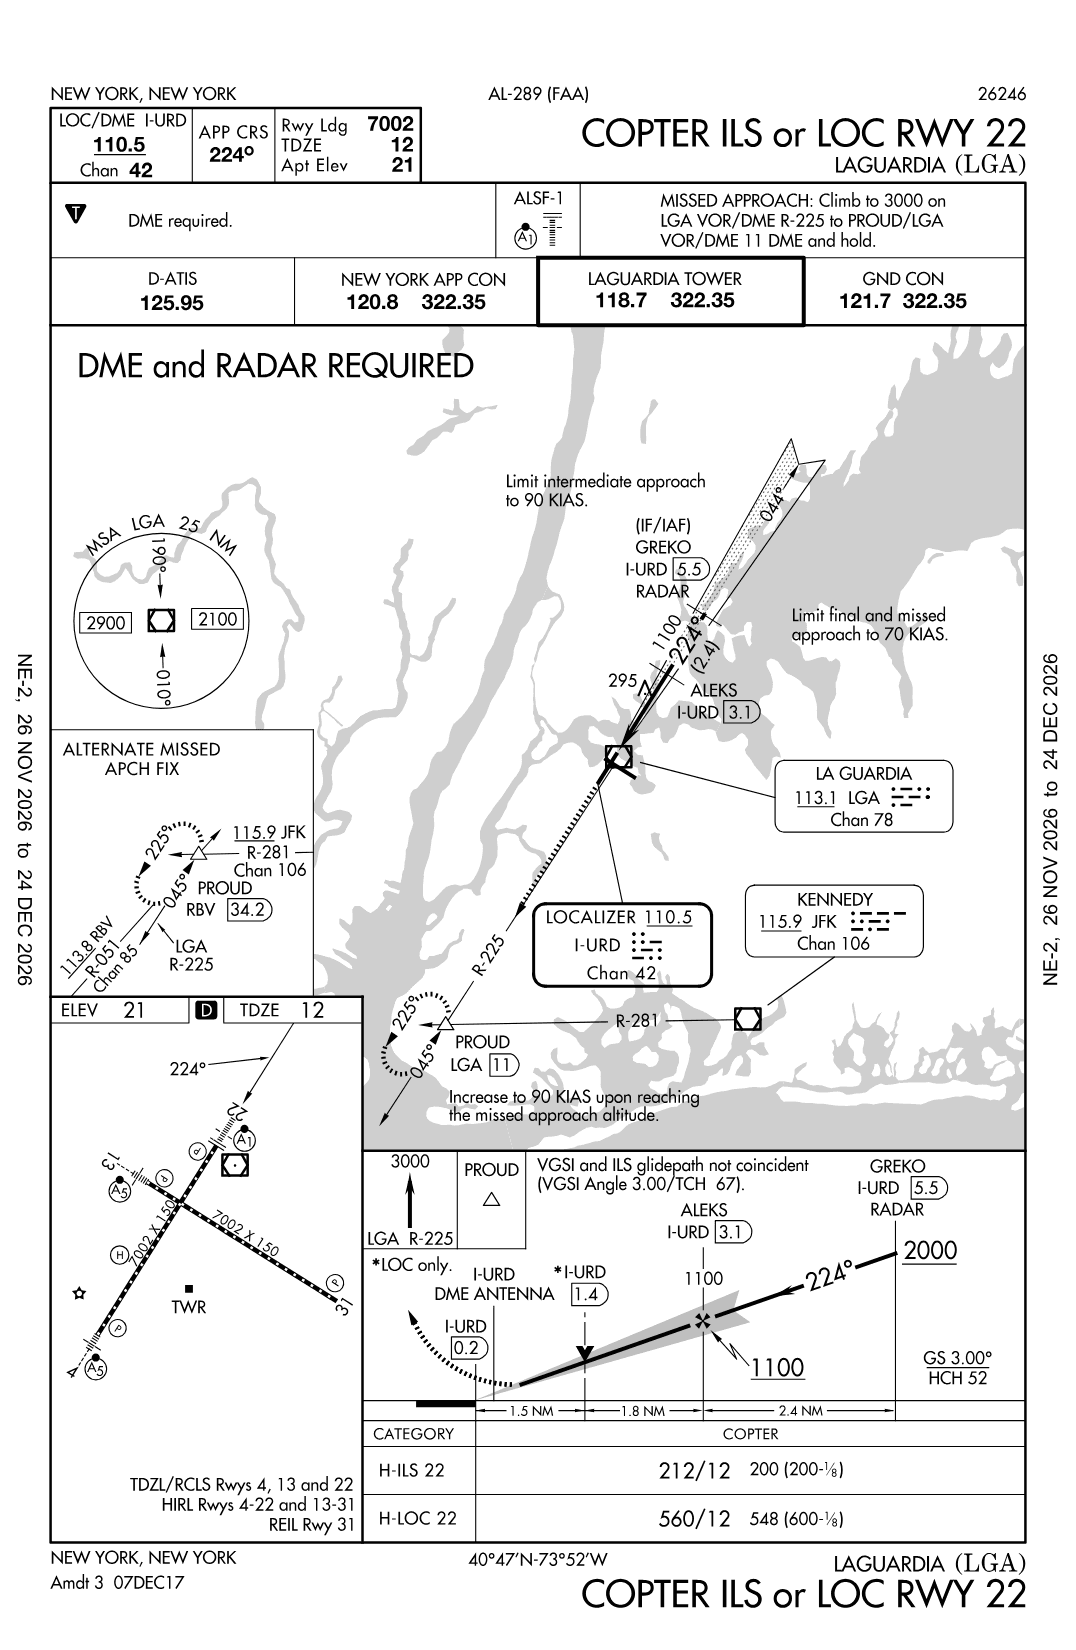 NEW YORK, NEW YORK
AL-289 (FAA)
26246
LOC/DME I-URD
110.5
Chan 42
APP CRS
224°
Rwy Ldg 7002
TDZE 12
Apt Elev 21
COPTER ILS or LOC RWY 22
LAGUARDIA (LGA)
T
DME required.
ALSF-1
A1
MISSED APPROACH: Climb to 3000 on
LGA VOR/DME R-225 to PROUD/LGA
VOR/DME 11 DME and hold.
D-ATIS
125.95
NEW YORK APP CON
120.8 322.35
LAGUARDIA TOWER
118.7 322.35
GND CON
121.7 322.35
DME and RADAR REQUIRED
Limit intermediate approach
to 90 KIAS.
044°
(IF/IAF)
GREKO
I-URD 5.5
RADAR
MSA LGA 25 NM
190°
2900
2100
010°
Limit final and missed
approach to 70 KIAS.
1100
224°
(2.4)
295
ALEKS
I-URD 3.1
LA GUARDIA
113.1 LGA
Chan 78
KENNEDY
115.9 JFK
Chan 106
LOCALIZER 110.5
I-URD
Chan 42
R-225
R-281
225°
045°
PROUD
LGA 11
Increase to 90 KIAS upon reaching
the missed approach altitude.
ALTERNATE MISSED
APCH FIX
225°
115.9 JFK
R-281
Chan 106
045°
PROUD
RBV 34.2
113.8 RBV
R-051
Chan 85
LGA
R-225
ELEV 21
D
TDZE 12
224°
22
A1
P
13
A5
P
7002 X 150
7002 X 150
H
P
31
TWR
P
4
A5
TDZL/RCLS Rwys 4, 13 and 22
HIRL Rwys 4-22 and 13-31
REIL Rwy 31
3000
LGA R-225
PROUD
VGSI and ILS glidepath not coincident
(VGSI Angle 3.00/TCH 67).
GREKO
I-URD 5.5
RADAR
ALEKS
I-URD 3.1
2000
*LOC only.
I-URD
DME ANTENNA
*I-URD
1.4
1100
224°
I-URD
0.2
1100
GS 3.00°
HCH 52
1.5 NM
1.8 NM
2.4 NM
CATEGORY
COPTER
H-ILS 22
212/12 200 (200-⅛)
H-LOC 22
560/12 548 (600-⅛)
NEW YORK, NEW YORK
Amdt 3 07DEC17
40°47'N-73°52'W
LAGUARDIA (LGA)
COPTER ILS or LOC RWY 22
NE-2, 26 NOV 2026 to 24 DEC 2026
NE-2, 26 NOV 2026 to 24 DEC 2026